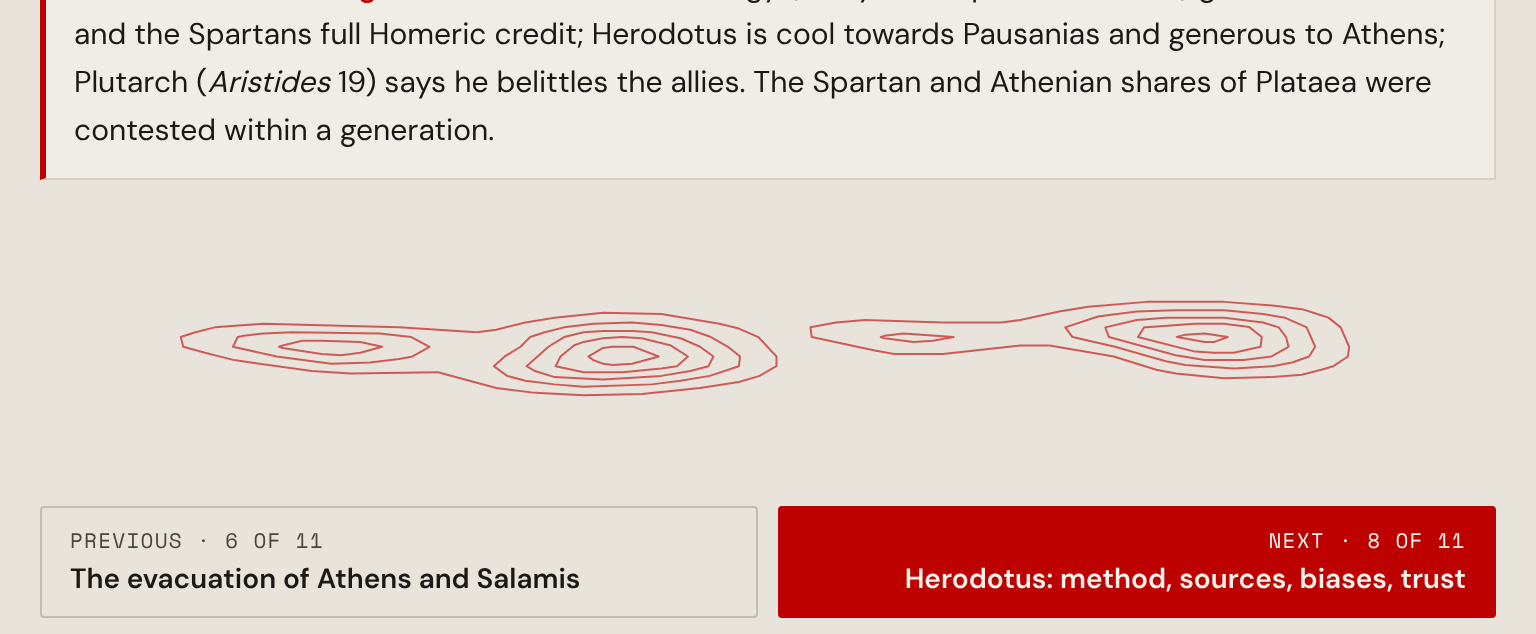 and the Spartans full Homeric credit; Herodotus is cool towards Pausanias and generous to Athens;
Plutarch (Aristides 19) says he belittles the allies. The Spartan and Athenian shares of Plataea were
contested within a generation.
PREVIOUS · 6 OF 11
The evacuation of Athens and Salamis
NEXT · 8 OF 11
Herodotus: method, sources, biases, trust